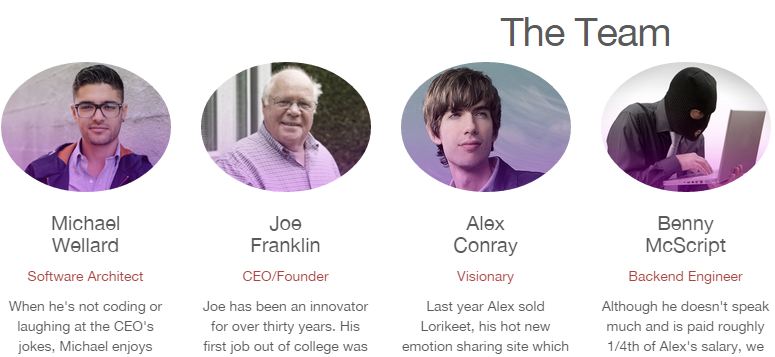 The Team
Michael
Wellard
Software Architect
When he's not coding or
laughing at the CEO's
jokes, Michael enjoys
Joe
Franklin
CEO/Founder
Joe has been an innovator
for over thirty years. His
first job out of college was
Alex
Conray
Visionary
Last year Alex sold
Lorikeet, his hot new
emotion sharing site which
Benny
McScript
Backend Engineer
Although he doesn't speak
much and is paid roughly
1/4th of Alex's salary, we